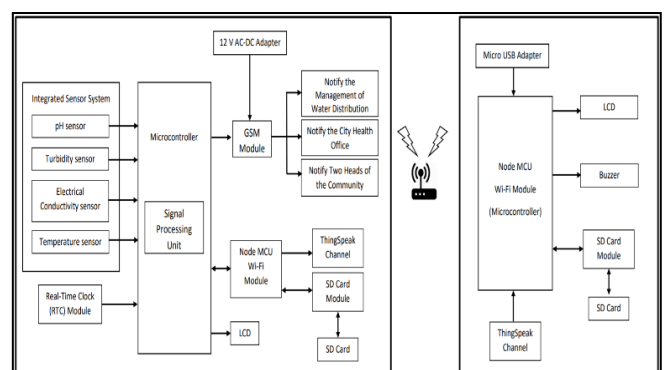 12 V AC-DC Adapter
Integrated Sensor System
pH sensor
Turbidity sensor
Electrical
Conductivity sensor
Temperature sensor
Real-Time Clock
(RTC) Module
Microcontroller
Signal
Processing
Unit
GSM
Module
Notify the
Management of
Water Distribution
Notify the City Health
Office
Notify Two Heads of
the Community
Node MCU
Wi-Fi
Module
ThingSpeak
Channel
SD Card
Module
SD Card
LCD
Micro USB Adapter
Node MCU
Wi-Fi Module
(Microcontroller)
LCD
Buzzer
SD Card
Module
SD Card
ThingSpeak
Channel